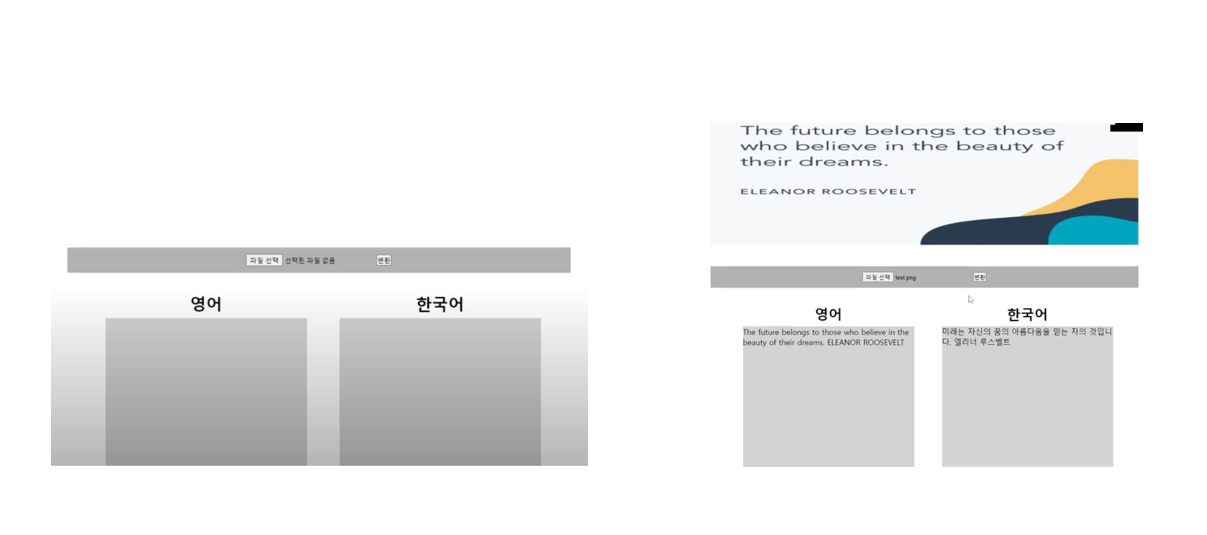 파일 선택 선택된 파일 없음 변환
영어 한국어
The future belongs to those
who believe in the beauty of
their dreams.
ELEANOR ROOSEVELT
파일 선택 test.png 변환
영어 한국어
The future belongs to those who believe in the
beauty of their dreams. ELEANOR ROOSEVELT
미래는 자신의 꿈의 아름다움을 믿는 자의 것입니
다. 엘리너 루스벨트